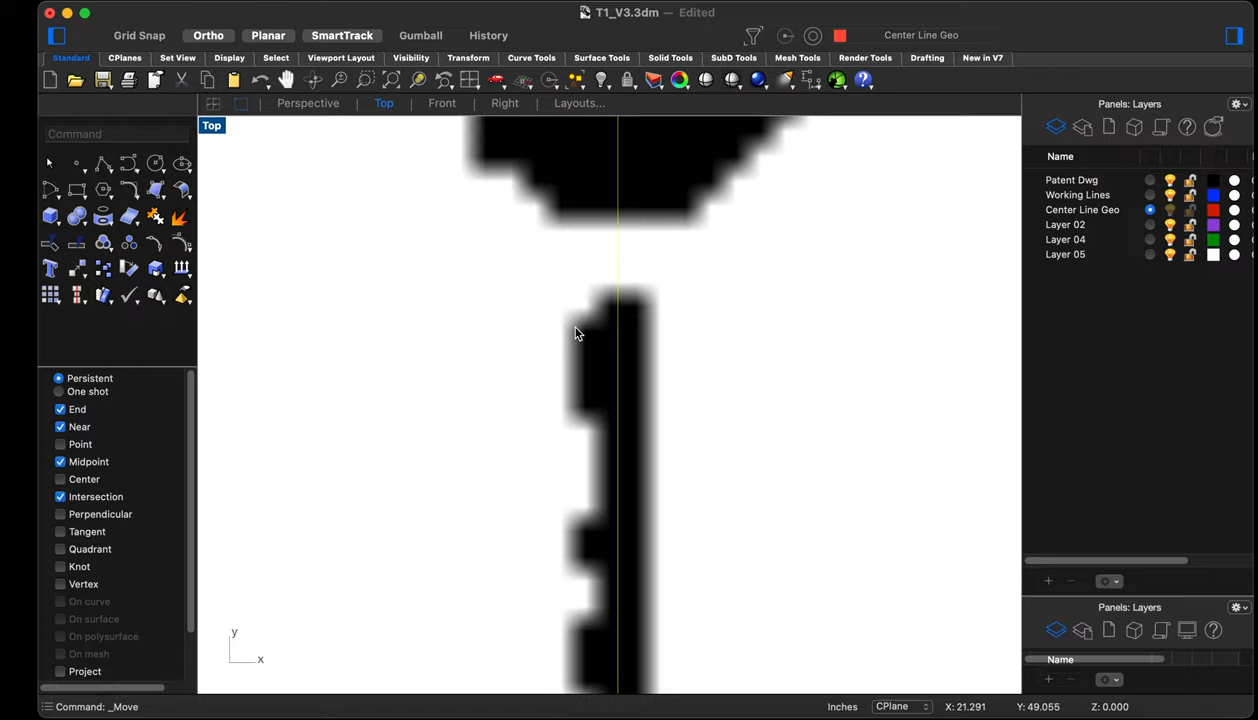 T1_V3.3dm — Edited
Grid Snap Ortho Planar SmartTrack Gumball History Center Line Geo
Standard CPlanes Set View Display Select Viewport Layout Visibility Transform Curve Tools Surface Tools Solid Tools SubD Tools Mesh Tools Render Tools Drafting New in V7
Perspective Top Front Right Layouts...
Panels: Layers
Top
Command
Name
Patent Dwg
Working Lines
Center Line Geo
Layer 02
Layer 04
Layer 05
Persistent
One shot
End
Near
Point
Midpoint
Center
Intersection
Perpendicular
Tangent
Quadrant
Knot
Vertex
On curve
On surface
On polysurface
On mesh
Project
y
x
Panels: Layers
Name
Command: _Move
Inches CPlane X: 21.291 Y: 49.055 Z: 0.000